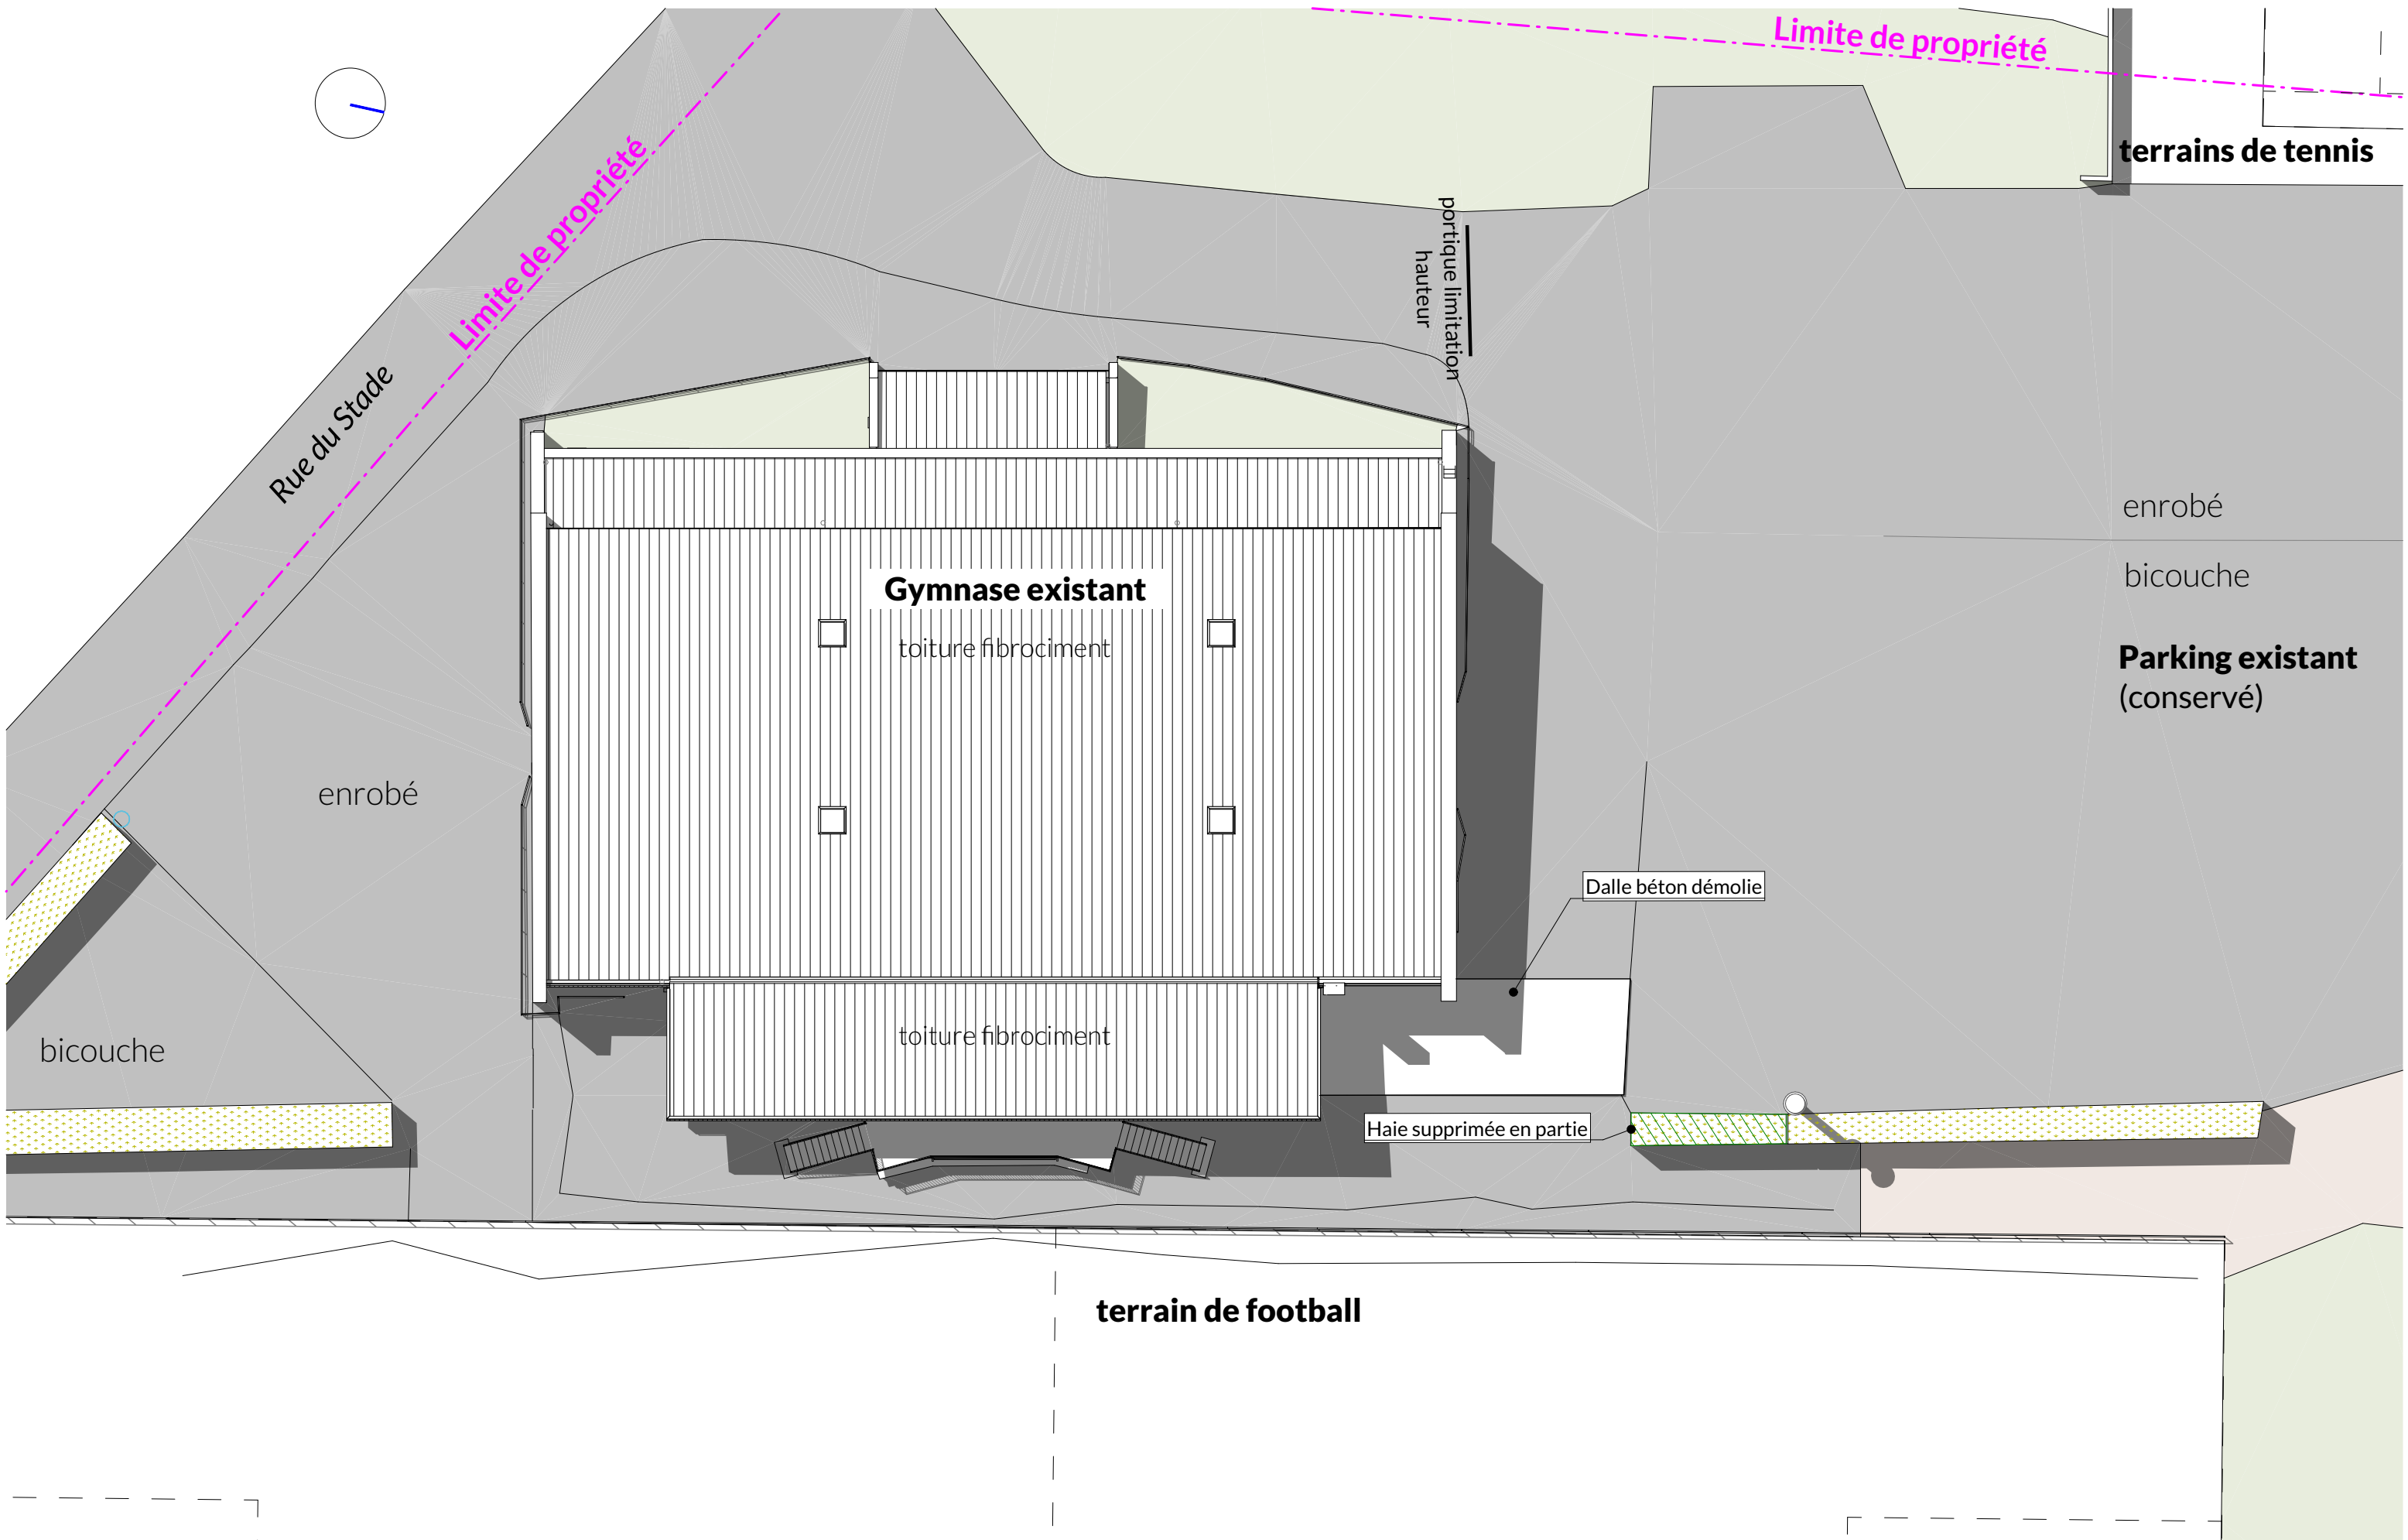 Limite de propriété
terrains de tennis
Limite de propriété
portique limitation
hauteur
Rue du Stade
enrobé
bicouche
Gymnase existant
toiture fibrociment
Parking existant
(conservé)
enrobé
Dalle béton démolie
toiture fibrociment
bicouche
Haie supprimée en partie
terrain de football